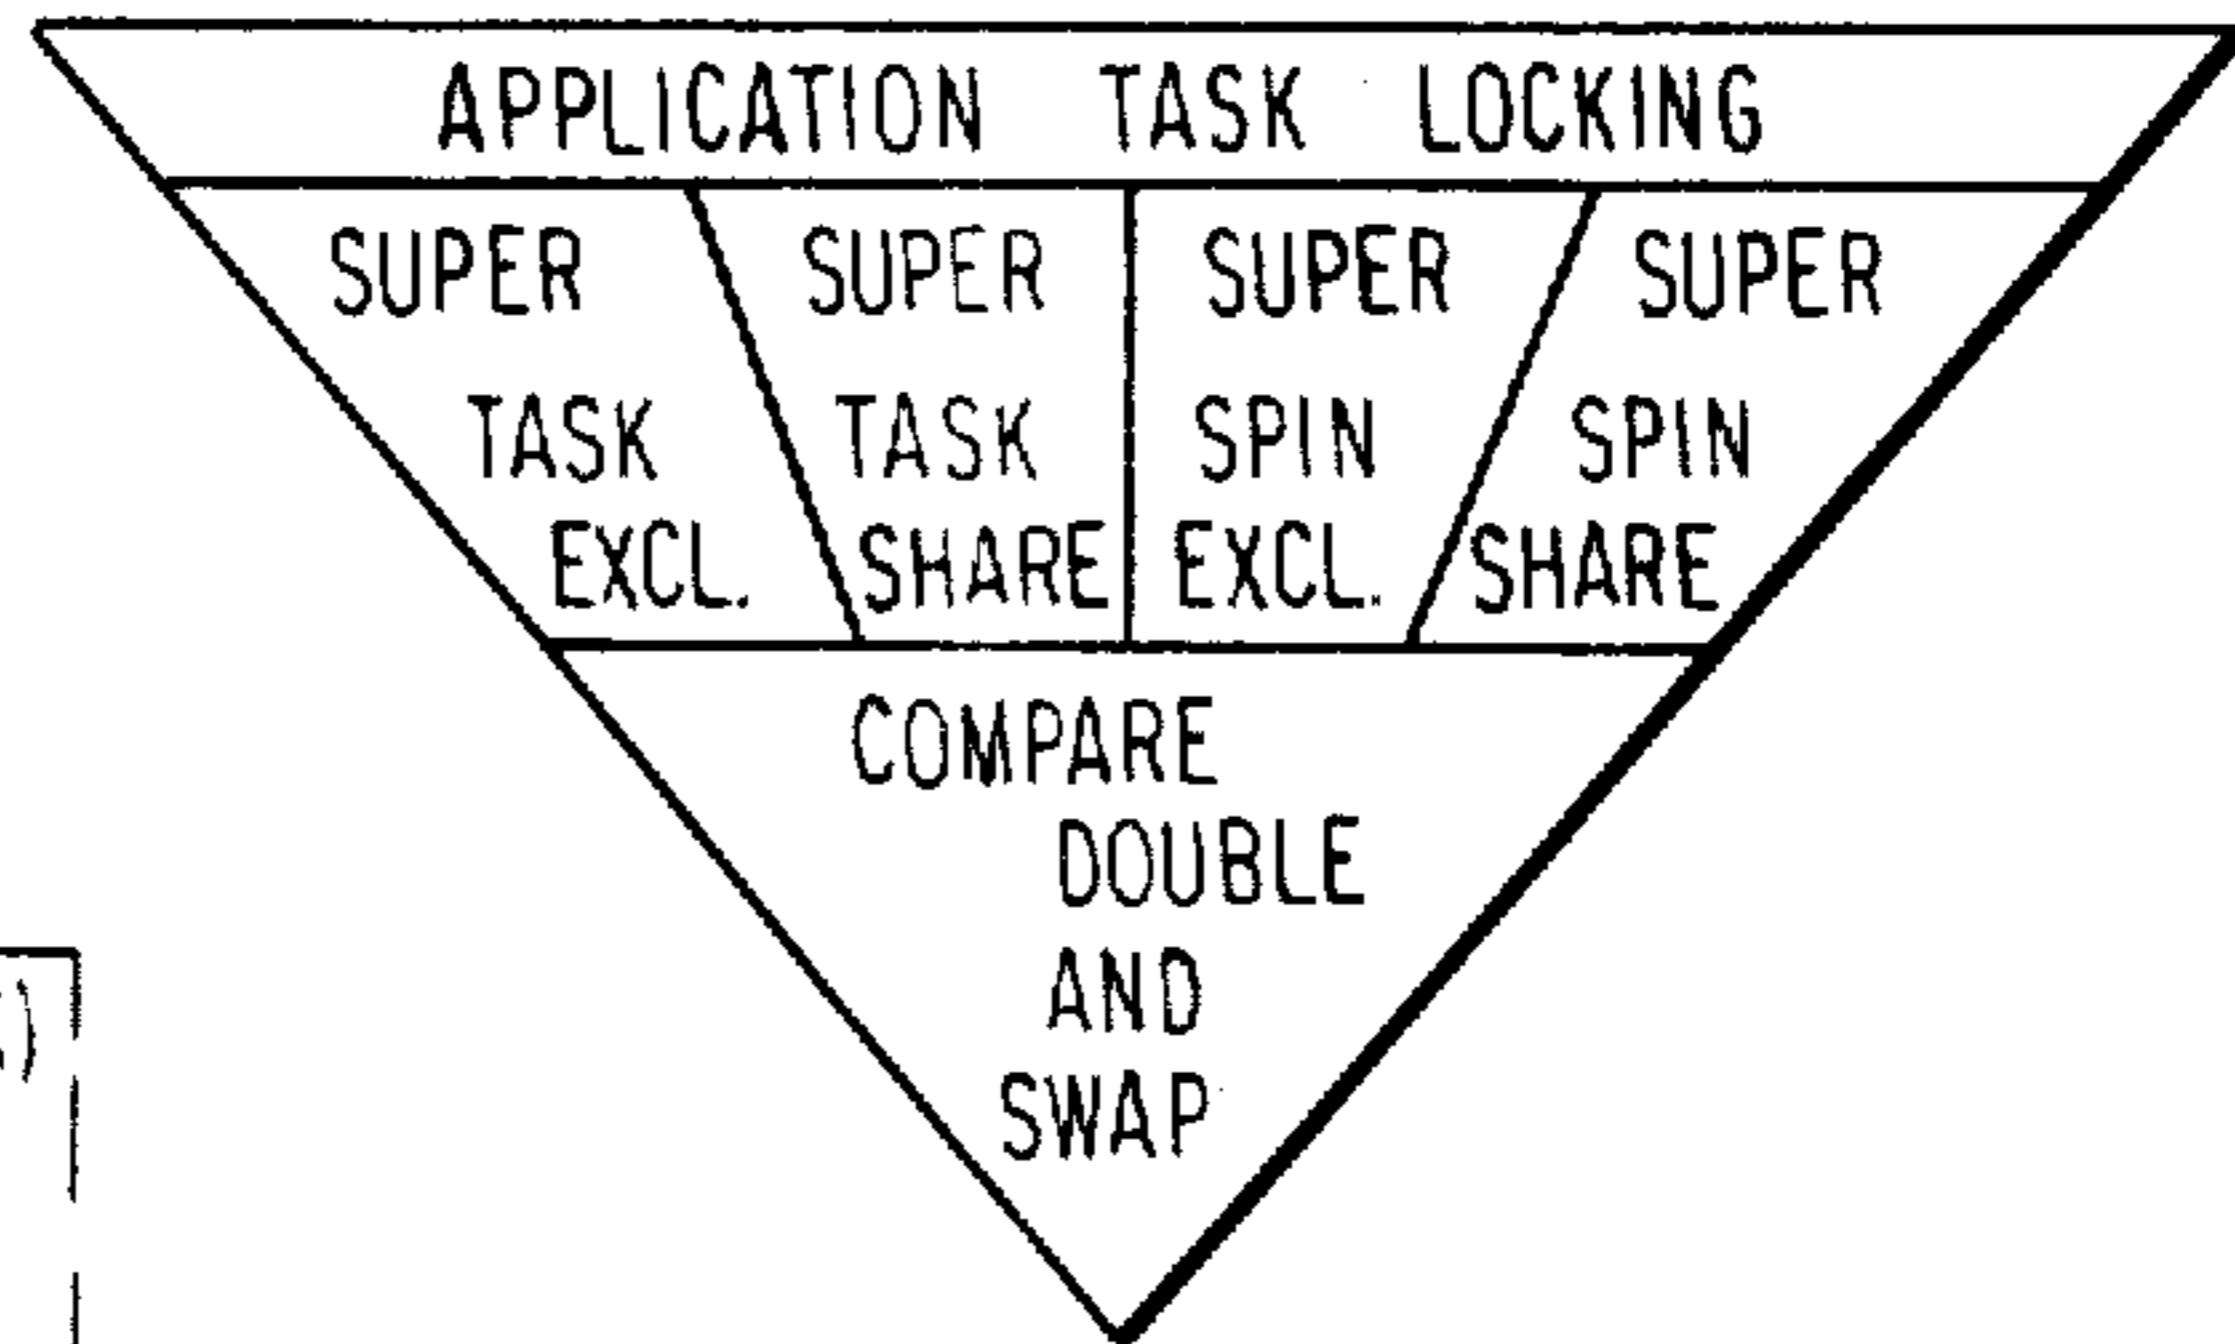 APPLICATION TASK LOCKING
SUPER SUPER SUPER SUPER
TASK TASK SPIN SPIN
EXCL. SHARE EXCL. SHARE
COMPARE
DOUBLE
AND
SWAP